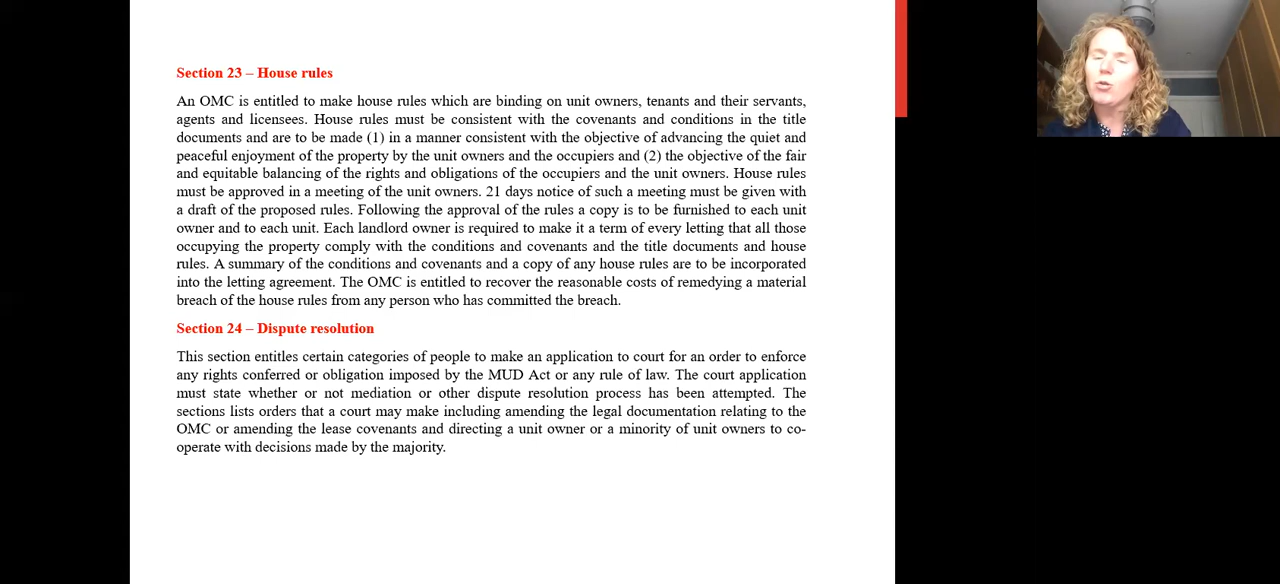 Section 23 – House rules
An OMC is entitled to make house rules which are binding on unit owners, tenants and their servants,
agents and licensees. House rules must be consistent with the covenants and conditions in the title
documents and are to be made (1) in a manner consistent with the objective of advancing the quiet and
peaceful enjoyment of the property by the unit owners and the occupiers and (2) the objective of the fair
and equitable balancing of the rights and obligations of the occupiers and the unit owners. House rules
must be approved in a meeting of the unit owners. 21 days notice of such a meeting must be given with
a draft of the proposed rules. Following the approval of the rules a copy is to be furnished to each unit
owner and to each unit. Each landlord owner is required to make it a term of every letting that all those
occupying the property comply with the conditions and covenants and the title documents and house
rules. A summary of the conditions and covenants and a copy of any house rules are to be incorporated
into the letting agreement. The OMC is entitled to recover the reasonable costs of remedying a material
breach of the house rules from any person who has committed the breach.
Section 24 – Dispute resolution
This section entitles certain categories of people to make an application to court for an order to enforce
any rights conferred or obligation imposed by the MUD Act or any rule of law. The court application
must state whether or not mediation or other dispute resolution process has been attempted. The
sections lists orders that a court may make including amending the legal documentation relating to the
OMC or amending the lease covenants and directing a unit owner or a minority of unit owners to co-
operate with decisions made by the majority.